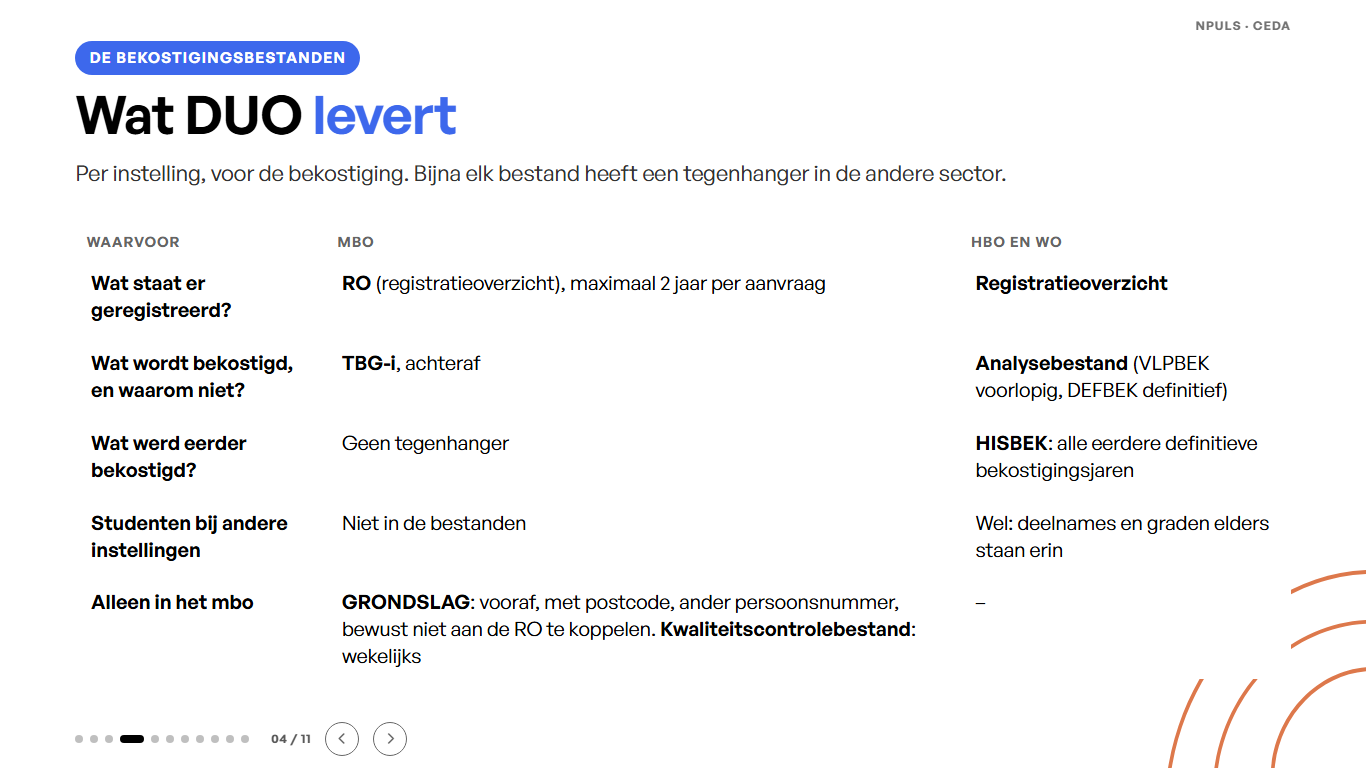 NPULS · CEDA
DE BEKOSTIGINGSBESTANDEN
Wat DUO levert
Per instelling, voor de bekostiging. Bijna elk bestand heeft een tegenhanger in de andere sector.
WAARVOOR MBO HBO EN WO
Wat staat er geregistreerd? RO (registratieoverzicht), maximaal 2 jaar per aanvraag Registratieoverzicht
Wat wordt bekostigd, en waarom niet? TBG-i, achteraf Analysebestand (VLPBEK voorlopig, DEFBEK definitief)
Wat werd eerder bekostigd? Geen tegenhanger HISBEK: alle eerdere definitieve bekostigingsjaren
Studenten bij andere instellingen Niet in de bestanden Wel: deelnames en graden elders staan erin
Alleen in het mbo GRONDSLAG: vooraf, met postcode, ander persoonsnummer, bewust niet aan de RO te koppelen. Kwaliteitscontrolebestand: wekelijks –
04 / 11